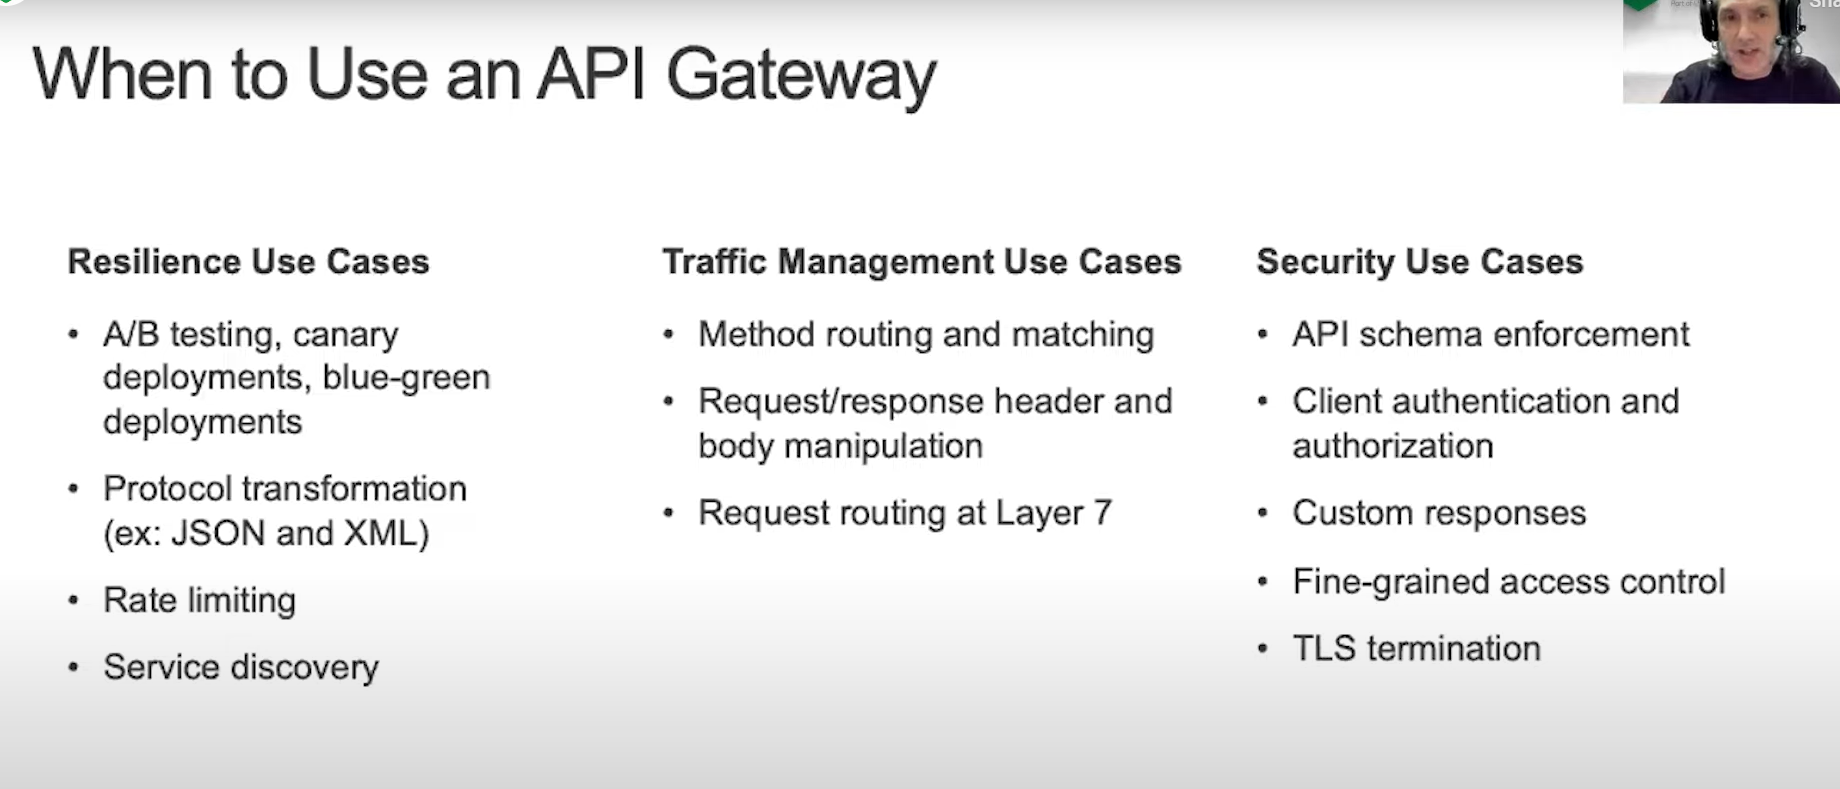 When to Use an API Gateway
Resilience Use Cases
• A/B testing, canary
deployments, blue-green
deployments
• Protocol transformation
(ex: JSON and XML)
• Rate limiting
• Service discovery
Traffic Management Use Cases
• Method routing and matching
• Request/response header and
body manipulation
• Request routing at Layer 7
Security Use Cases
• API schema enforcement
• Client authentication and
authorization
• Custom responses
• Fine-grained access control
• TLS termination